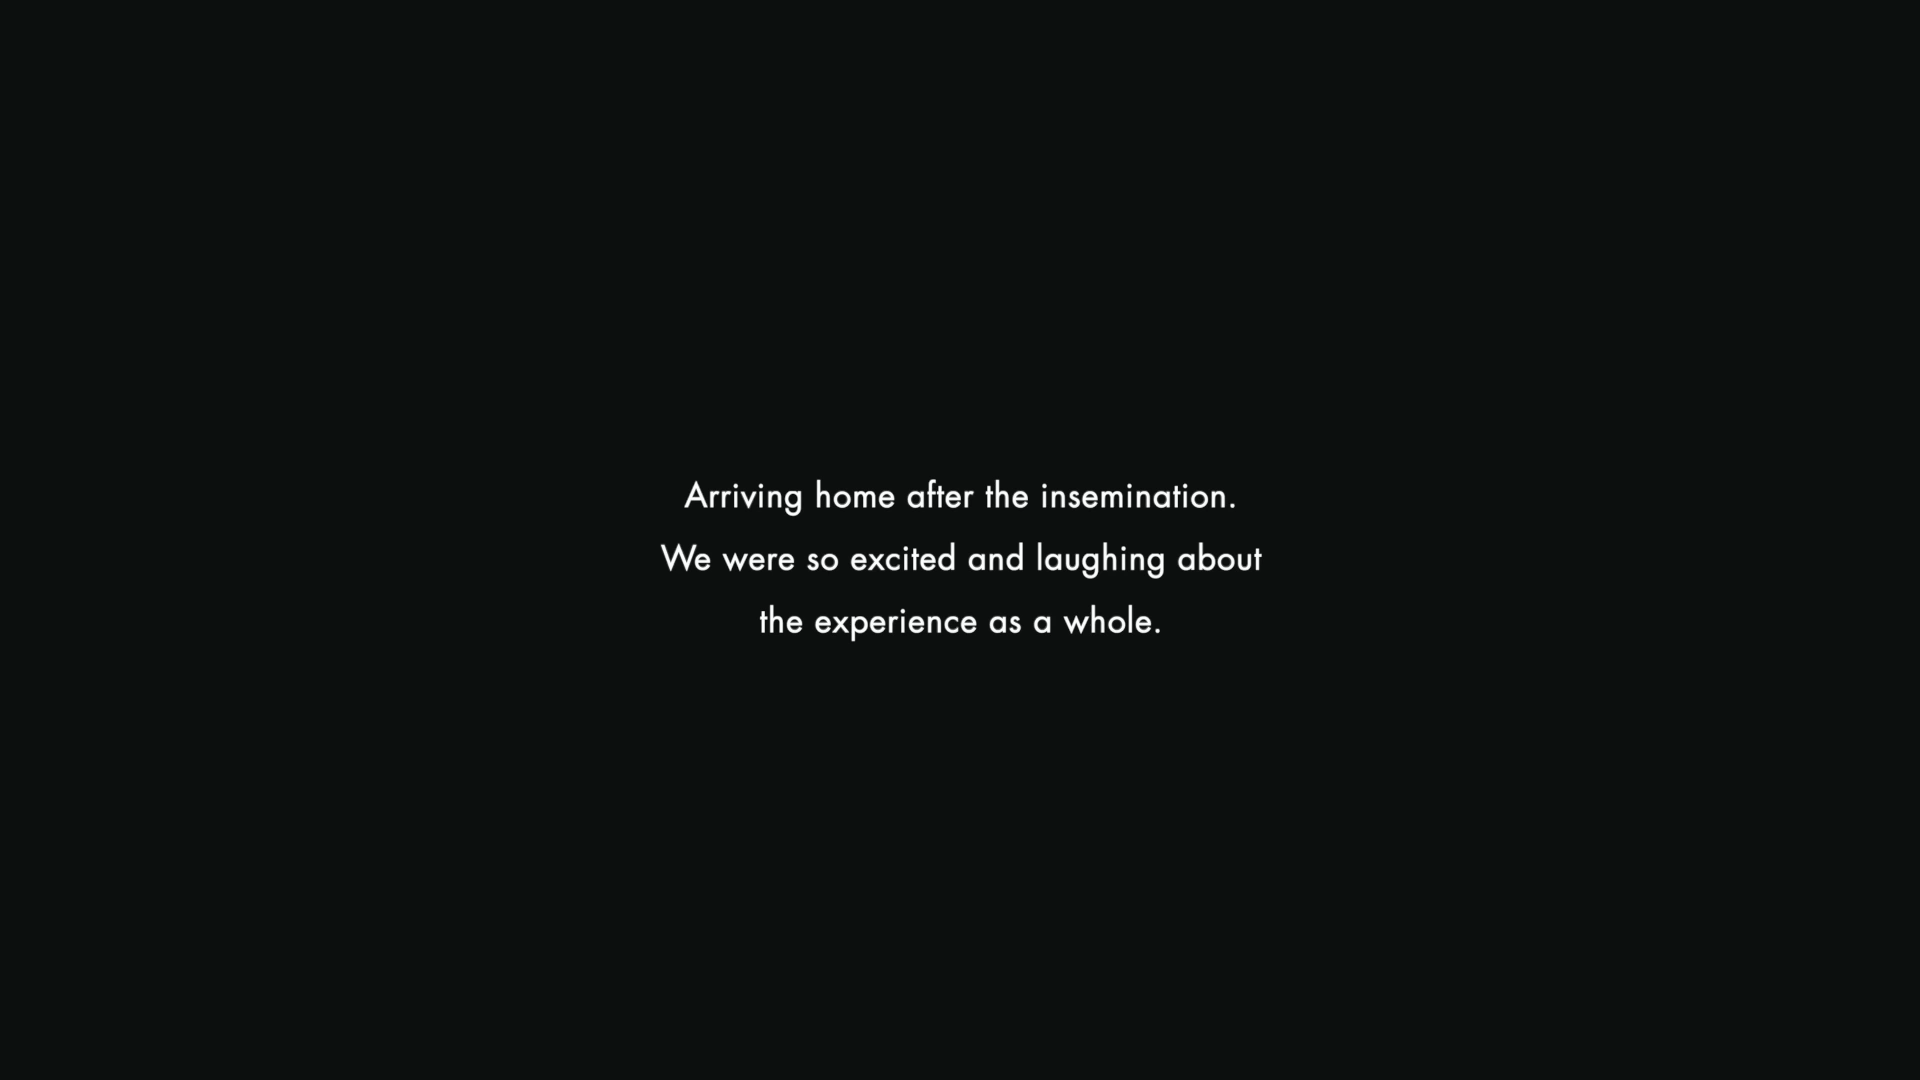 Arriving home after the insemination.
We were so excited and laughing about
the experience as a whole.